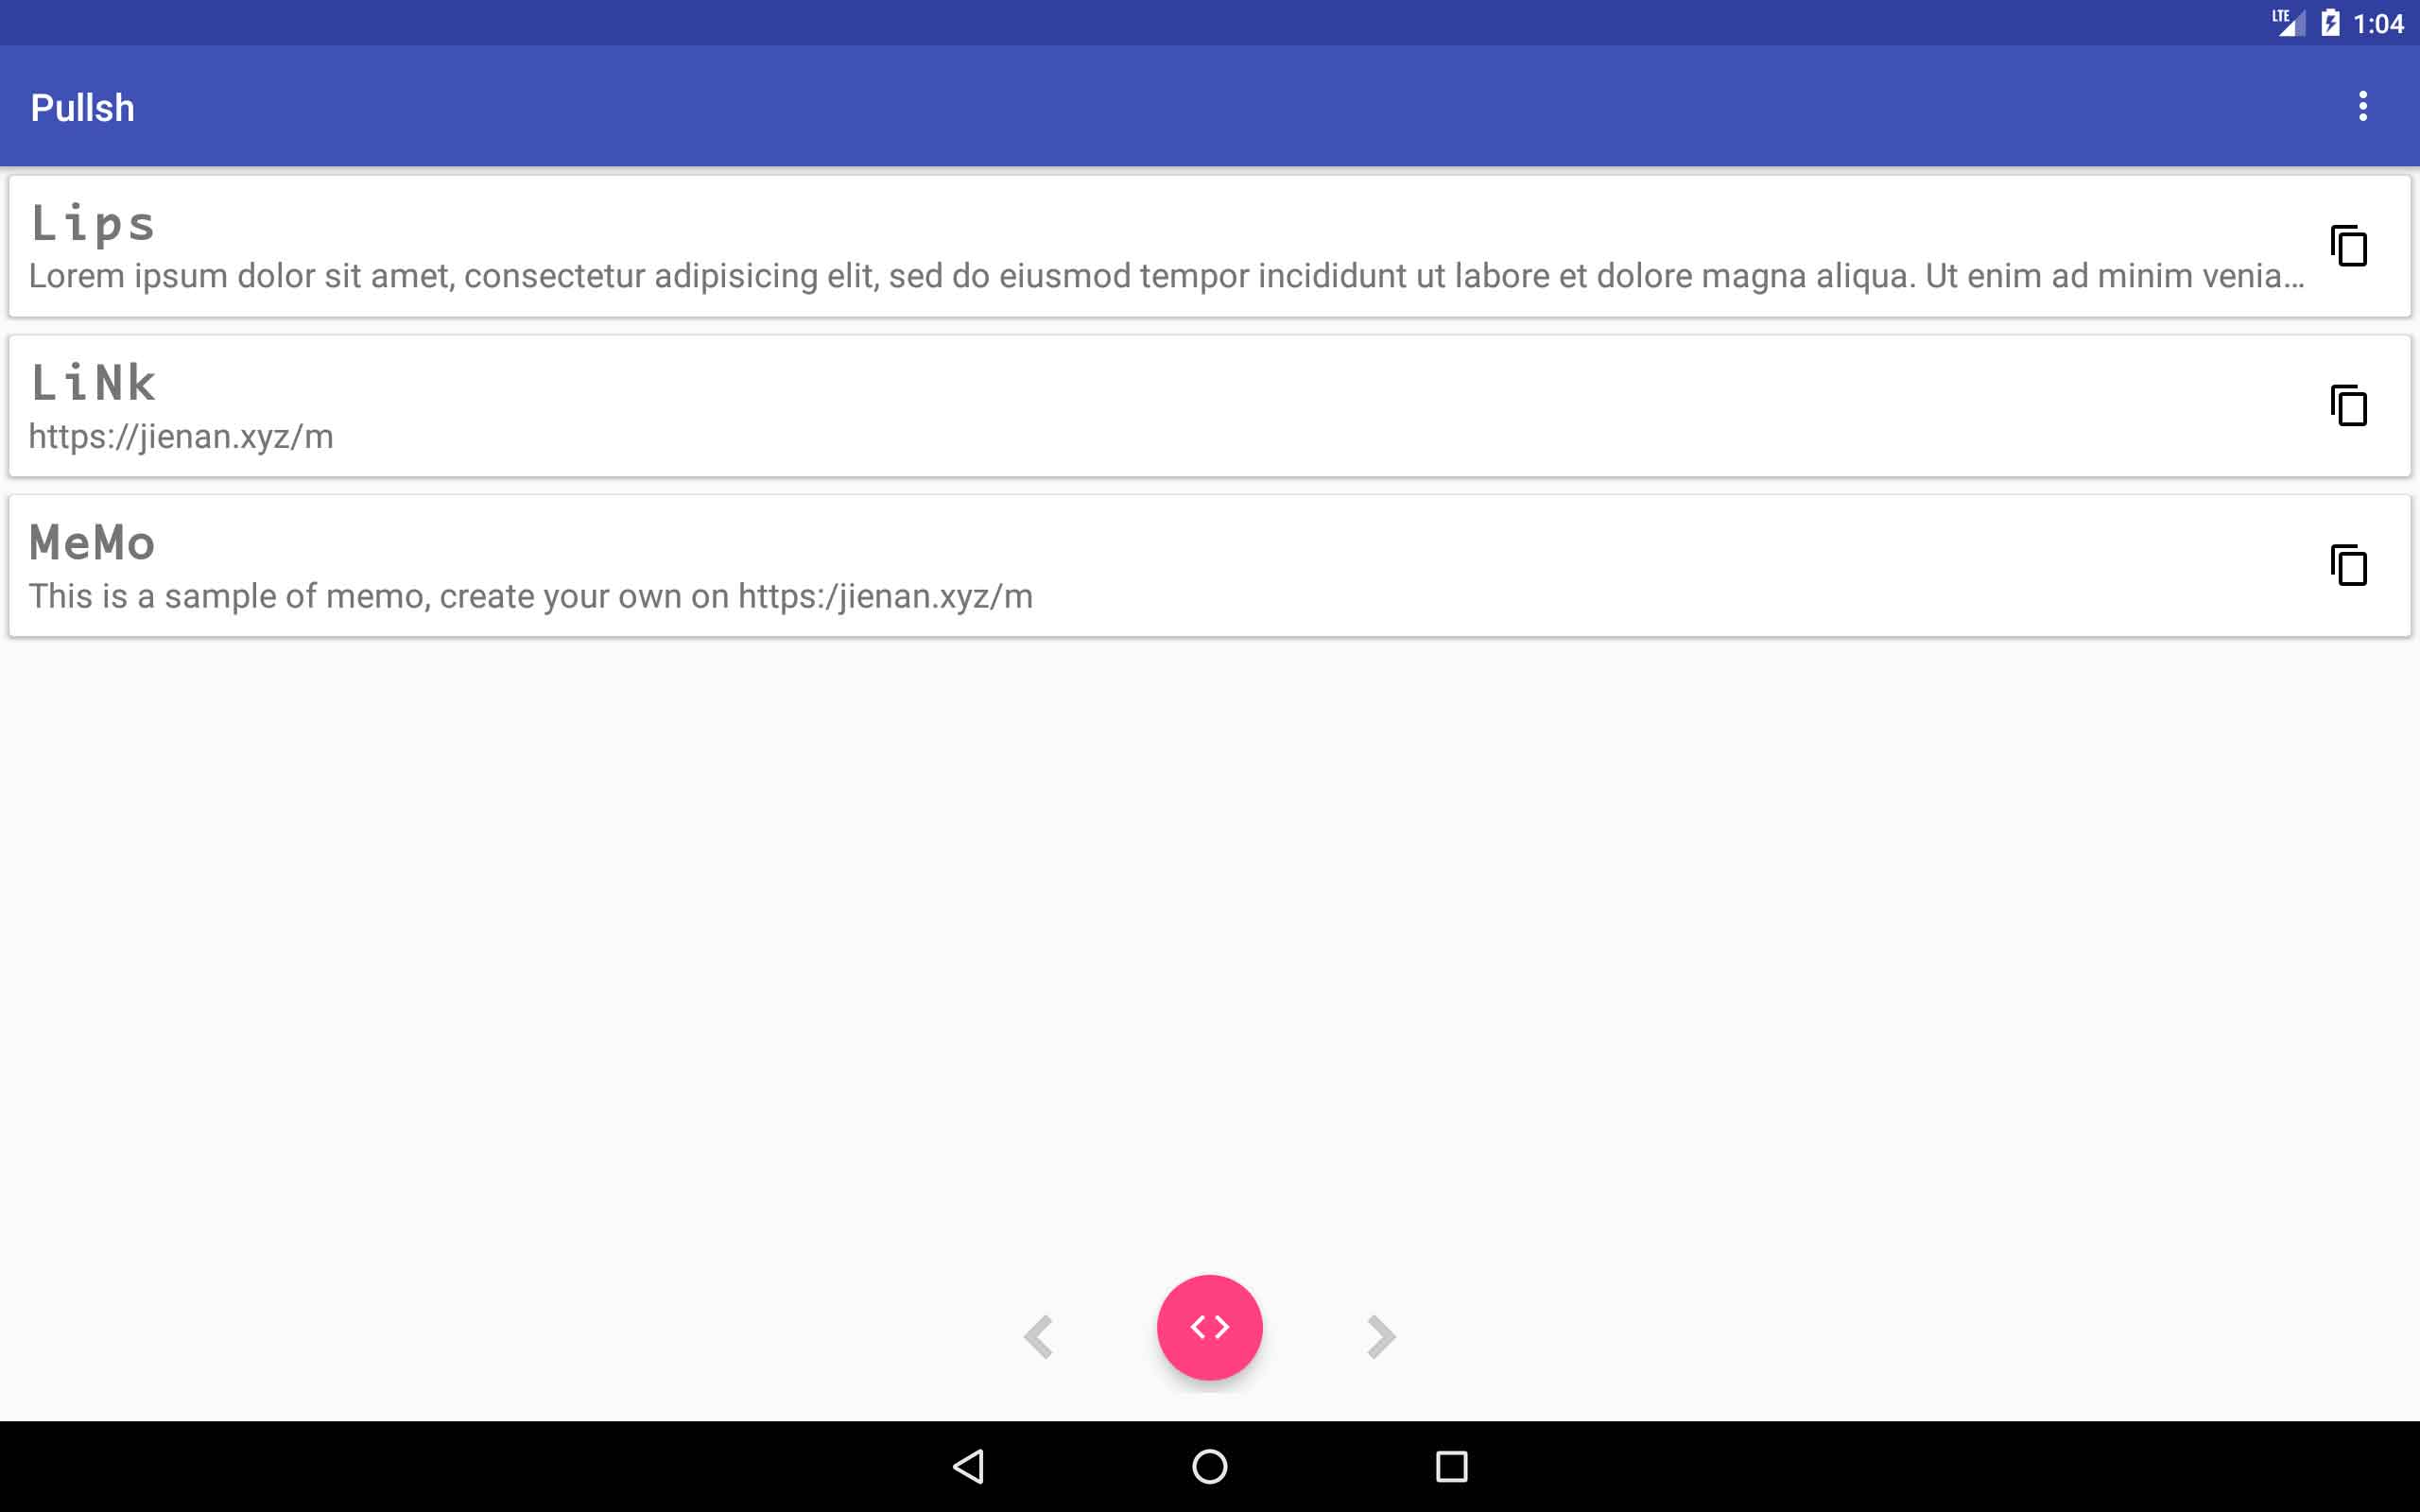 LTE 1:04
Pullsh
Lips
Lorem ipsum dolor sit amet, consectetur adipisicing elit, sed do eiusmod tempor incididunt ut labore et dolore magna aliqua. Ut enim ad minim venia...
LiNk
https://jienan.xyz/m
MeMo
This is a sample of memo, create your own on https:/jienan.xyz/m